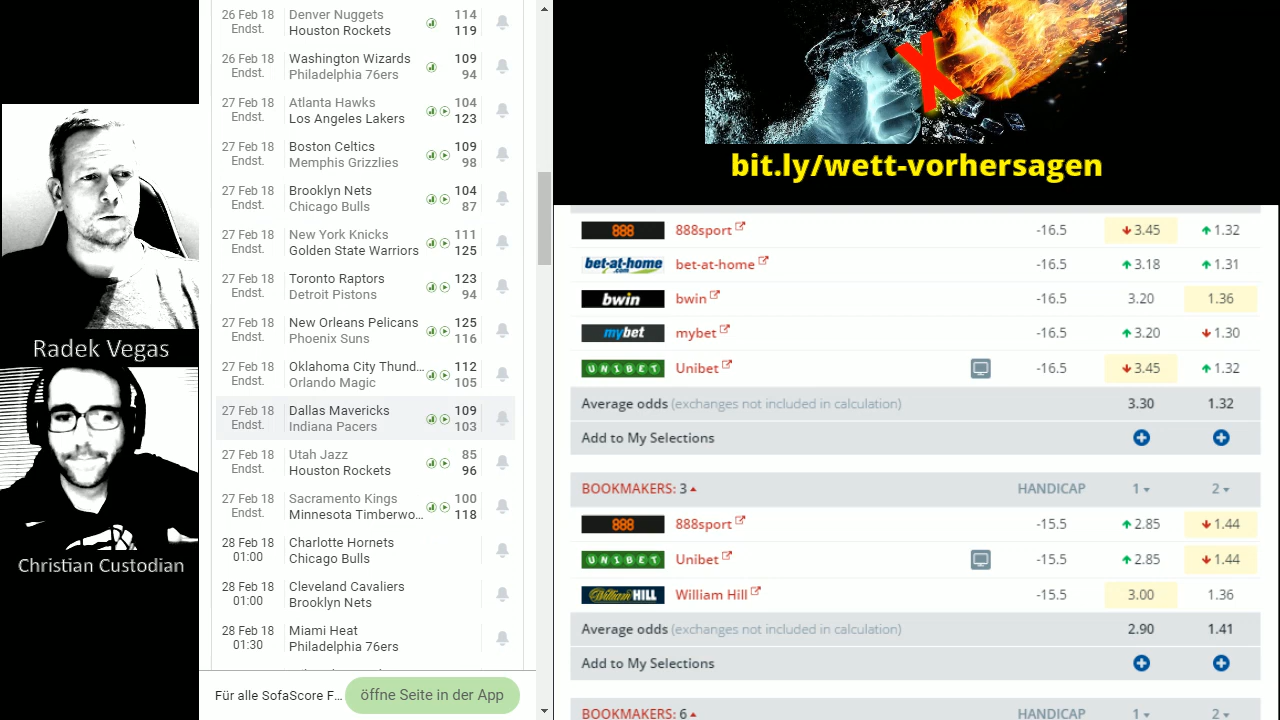 Radek Vegas
Christian Custodian
26 Feb 18 Denver Nuggets 114
Endst. Houston Rockets 119
26 Feb 18 Washington Wizards 109
Endst. Philadelphia 76ers 94
27 Feb 18 Atlanta Hawks 104
Endst. Los Angeles Lakers 123
27 Feb 18 Boston Celtics 109
Endst. Memphis Grizzlies 98
27 Feb 18 Brooklyn Nets 104
Endst. Chicago Bulls 87
27 Feb 18 New York Knicks 111
Endst. Golden State Warriors 125
27 Feb 18 Toronto Raptors 123
Endst. Detroit Pistons 94
27 Feb 18 New Orleans Pelicans 125
Endst. Phoenix Suns 116
27 Feb 18 Oklahoma City Thund... 112
Endst. Orlando Magic 105
27 Feb 18 Dallas Mavericks 109
Endst. Indiana Pacers 103
27 Feb 18 Utah Jazz 85
Endst. Houston Rockets 96
27 Feb 18 Sacramento Kings 100
Endst. Minnesota Timberwo... 118
28 Feb 18 Charlotte Hornets
01:00 Chicago Bulls
28 Feb 18 Cleveland Cavaliers
01:00 Brooklyn Nets
28 Feb 18 Miami Heat
01:30 Philadelphia 76ers
Für alle SofaScore F... öffne Seite in der App
X
bit.ly/wett-vorhersagen
888 888sport -16.5 3.45 1.32
bet-at-home.com bet-at-home -16.5 3.18 1.31
bwin bwin -16.5 3.20 1.36
mybet mybet -16.5 3.20 1.30
UNIBET Unibet -16.5 3.45 1.32
Average odds (exchanges not included in calculation) 3.30 1.32
Add to My Selections
BOOKMAKERS: 3 HANDICAP 1 2
888 888sport -15.5 2.85 1.44
UNIBET Unibet -15.5 2.85 1.44
William HILL William Hill -15.5 3.00 1.36
Average odds (exchanges not included in calculation) 2.90 1.41
Add to My Selections
BOOKMAKERS: 6 HANDICAP 1 2